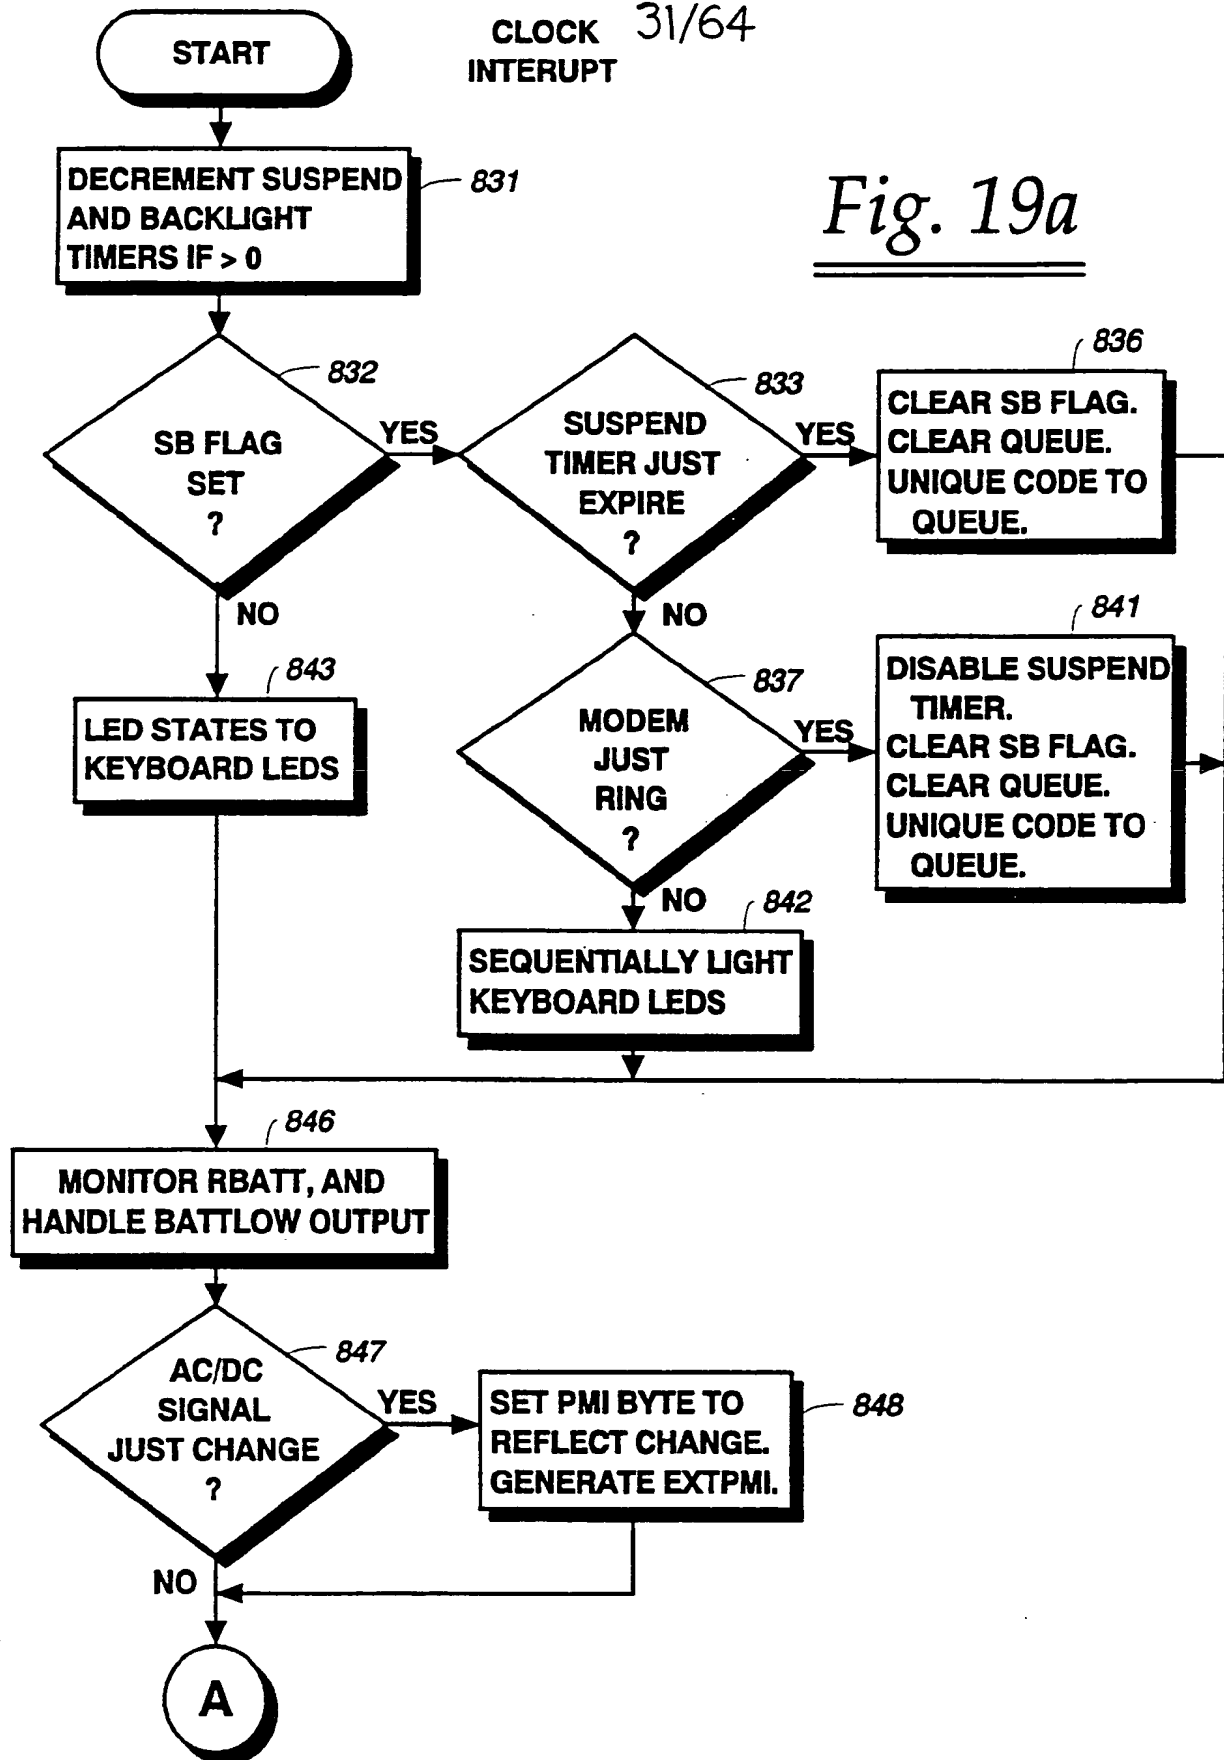 START
CLOCK 31/64
INTERUPT
DECREMENT SUSPEND
AND BACKLIGHT
TIMERS IF > 0
831
Fig. 19a
832
SB FLAG
SET
?
YES
NO
833
SUSPEND
TIMER JUST
EXPIRE
?
YES
NO
836
CLEAR SB FLAG.
CLEAR QUEUE.
UNIQUE CODE TO
QUEUE.
843
LED STATES TO
KEYBOARD LEDS
837
MODEM
JUST
RING
?
YES
NO
841
DISABLE SUSPEND
TIMER.
CLEAR SB FLAG.
CLEAR QUEUE.
UNIQUE CODE TO
QUEUE.
842
SEQUENTIALLY LIGHT
KEYBOARD LEDS
846
MONITOR RBATT, AND
HANDLE BATTLOW OUTPUT
847
AC/DC
SIGNAL
JUST CHANGE
?
YES
NO
SET PMI BYTE TO
REFLECT CHANGE.
GENERATE EXTPMI.
848
A